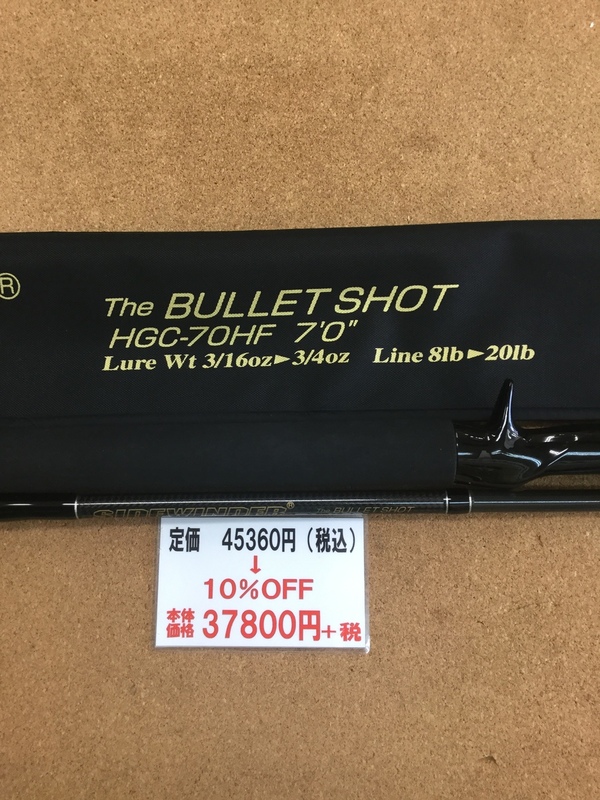 ®
The BULLET SHOT
HGC-70HF 7'0"
Lure Wt 3/16oz►3/4oz Line 8lb►20lb
SIDEWINDER® The BULLET SHOT
定価 45360円(税込)
↓
10%OFF
本体価格 37800円+税